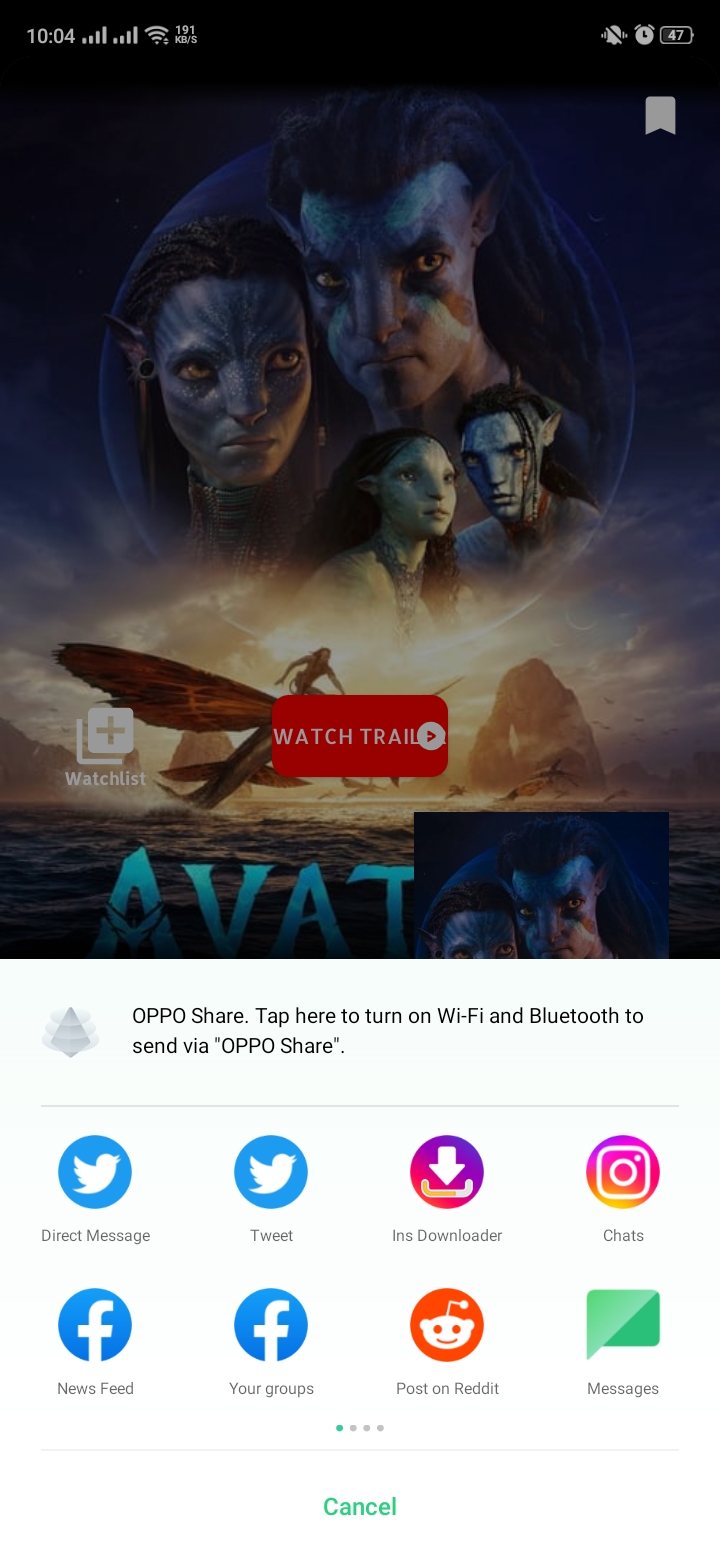 10:04
191
KB/S
47
Watchlist
WATCH TRAIL
AVAT
OPPO Share. Tap here to turn on Wi-Fi and Bluetooth to
send via "OPPO Share".
Direct Message
Tweet
Ins Downloader
Chats
News Feed
Your groups
Post on Reddit
Messages
Cancel